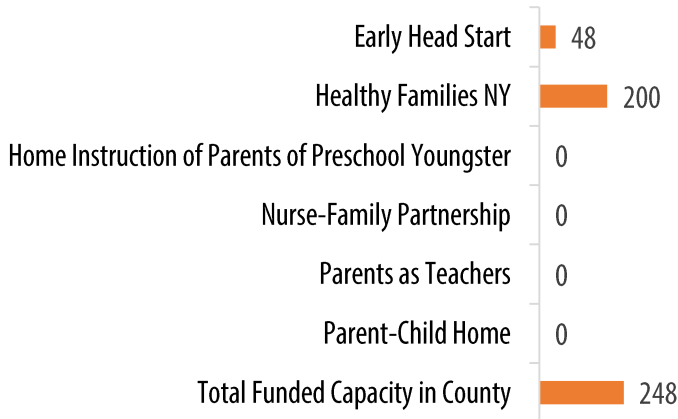 Early Head Start 48
Healthy Families NY 200
Home Instruction of Parents of Preschool Youngster 0
Nurse-Family Partnership 0
Parents as Teachers 0
Parent-Child Home 0
Total Funded Capacity in County 248